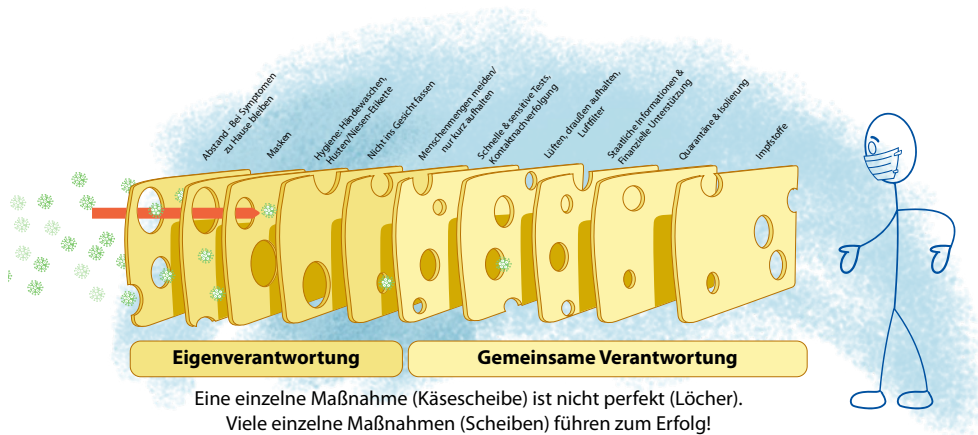 Abstand - Bei Symptomen
zu Hause bleiben
Masken
Hygiene: Händewaschen,
Husten/Niesen-Etikette
Nicht ins Gesicht fassen
Menschenmengen meiden/
nur kurz aufhalten
Schnelle & sensitive Tests,
Kontaktnachverfolgung
Lüften, draußen aufhalten,
Luftfilter
Staatliche Informationen &
Finanzielle Unterstützung
Quarantäne & Isolierung
Impfstoffe
Eigenverantwortung
Gemeinsame Verantwortung
Eine einzelne Maßnahme (Käsescheibe) ist nicht perfekt (Löcher).
Viele einzelne Maßnahmen (Scheiben) führen zum Erfolg!